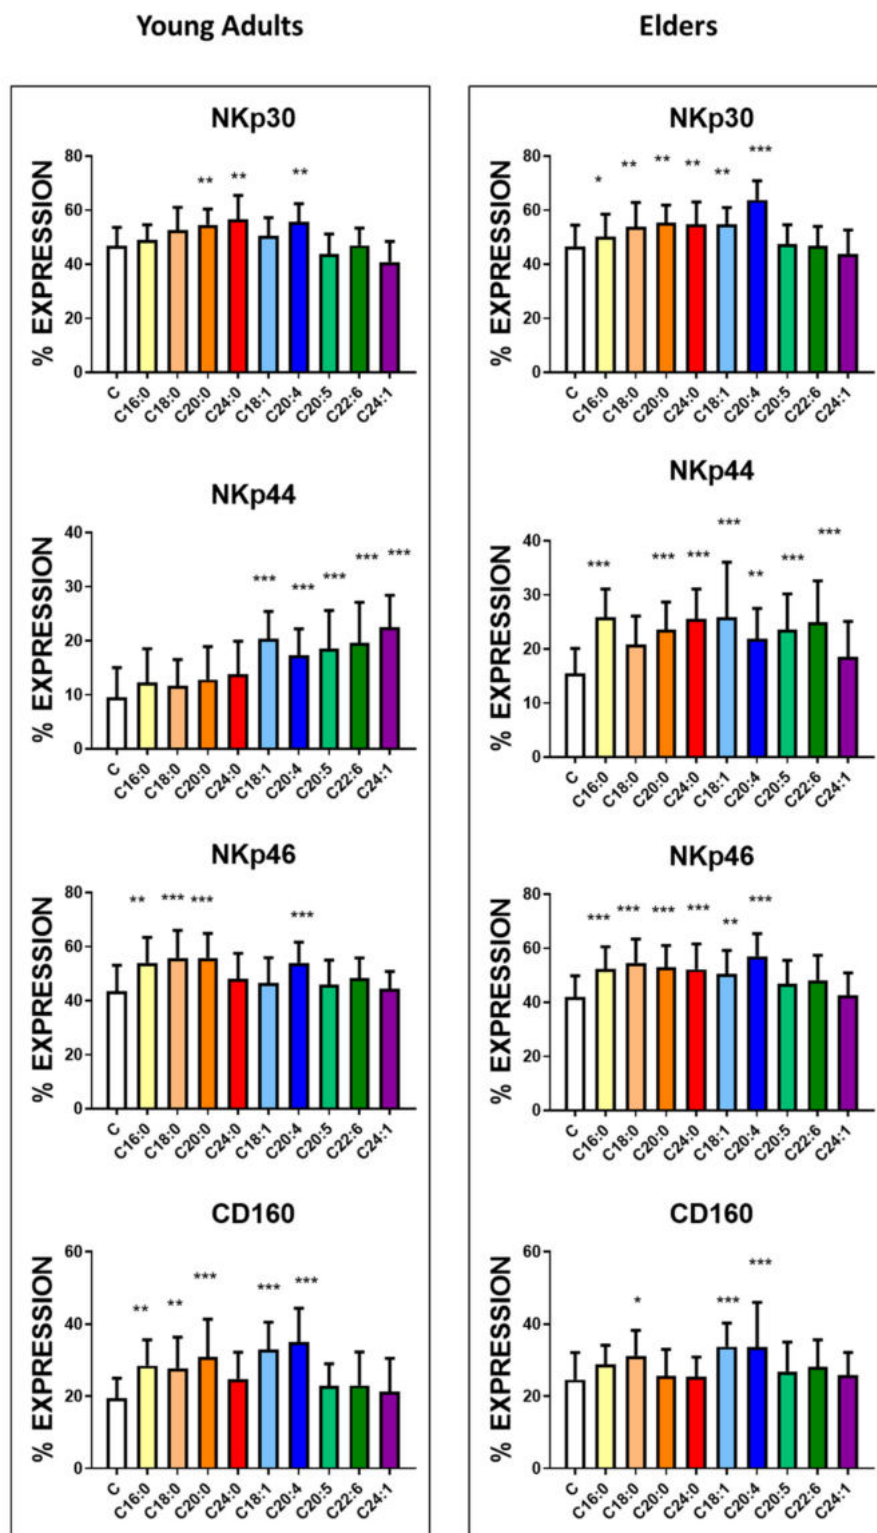 Young Adults
Elders
NKp30
% EXPRESSION
80
60
40
20
0
** ** **
C C16:0 C18:0 C20:0 C24:0 C18:1 C20:4 C20:5 C22:6 C24:1
NKp44
% EXPRESSION
40
30
20
10
0
*** *** *** *** ***
C C16:0 C18:0 C20:0 C24:0 C18:1 C20:4 C20:5 C22:6 C24:1
NKp46
% EXPRESSION
80
60
40
20
0
** *** *** ***
C C16:0 C18:0 C20:0 C24:0 C18:1 C20:4 C20:5 C22:6 C24:1
CD160
% EXPRESSION
60
40
20
0
** ** *** *** ***
C C16:0 C18:0 C20:0 C24:0 C18:1 C20:4 C20:5 C22:6 C24:1
NKp30
% EXPRESSION
80
60
40
20
0
* ** ** ** ** ***
C C16:0 C18:0 C20:0 C24:0 C18:1 C20:4 C20:5 C22:6 C24:1
NKp44
% EXPRESSION
40
30
20
10
0
*** *** *** *** ** *** ***
C C16:0 C18:0 C20:0 C24:0 C18:1 C20:4 C20:5 C22:6 C24:1
NKp46
% EXPRESSION
80
60
40
20
0
*** *** *** *** ** ***
C C16:0 C18:0 C20:0 C24:0 C18:1 C20:4 C20:5 C22:6 C24:1
CD160
% EXPRESSION
60
40
20
0
* *** ***
C C16:0 C18:0 C20:0 C24:0 C18:1 C20:4 C20:5 C22:6 C24:1